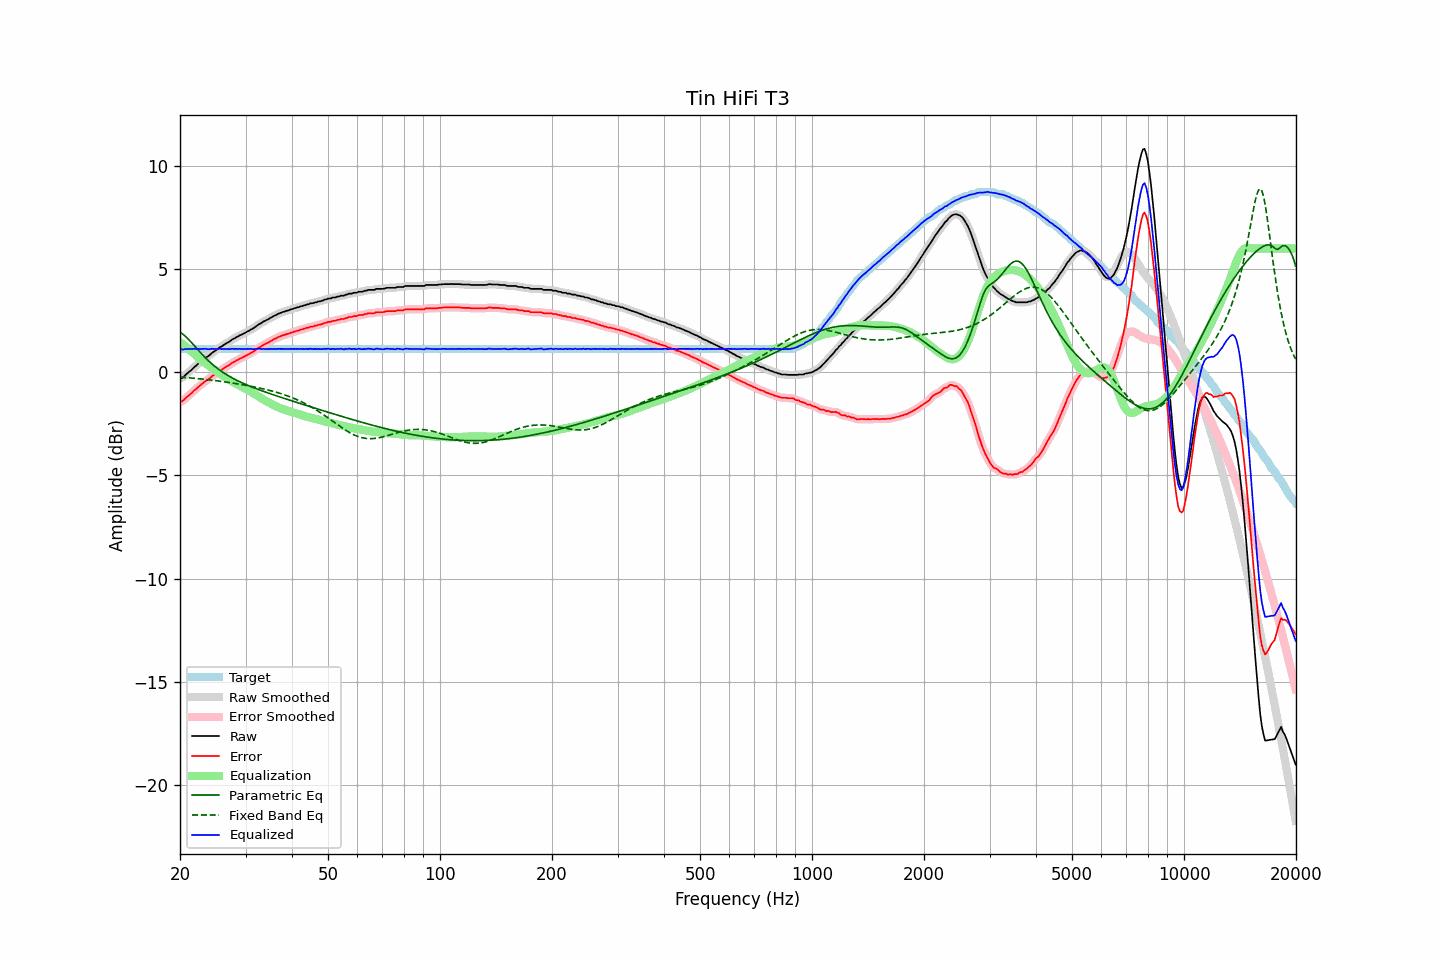 Tin HiFi T3
10
5
0
−5
−10
−15
−20
Amplitude (dBr)
Target
Raw Smoothed
Error Smoothed
Raw
Error
Equalization
Parametric Eq
Fixed Band Eq
Equalized
20 50 100 200 500 1000 2000 5000 10000 20000
Frequency (Hz)